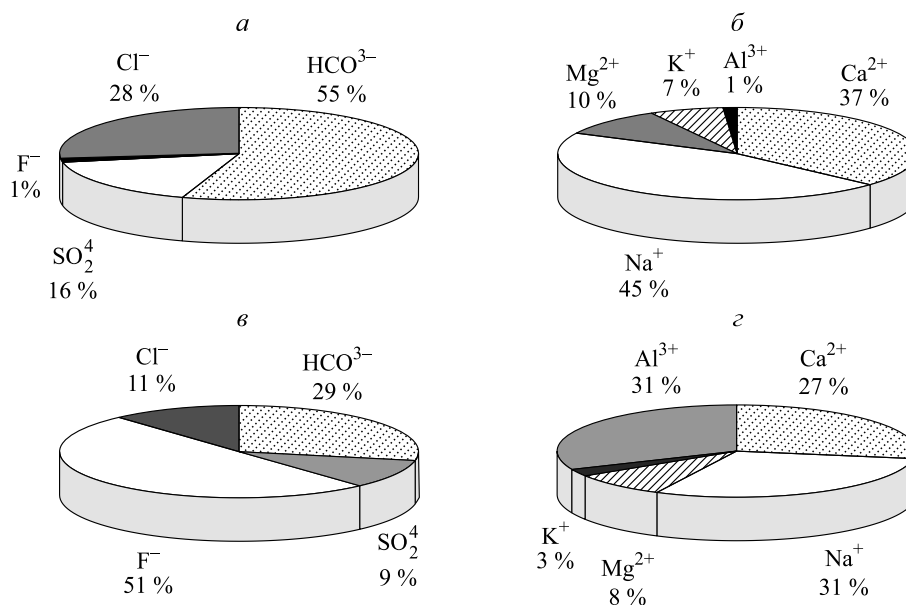 а
Cl⁻
28 %
HCO³⁻
55 %
F⁻
1%
SO₂⁴
16 %
б
Mg²⁺
10 %
K⁺
7 %
Al³⁺
1 %
Ca²⁺
37 %
Na⁺
45 %
в
Cl⁻
11 %
HCO³⁻
29 %
F⁻
51 %
SO₂⁴
9 %
г
Al³⁺
31 %
Ca²⁺
27 %
K⁺
3 %
Mg²⁺
8 %
Na⁺
31 %